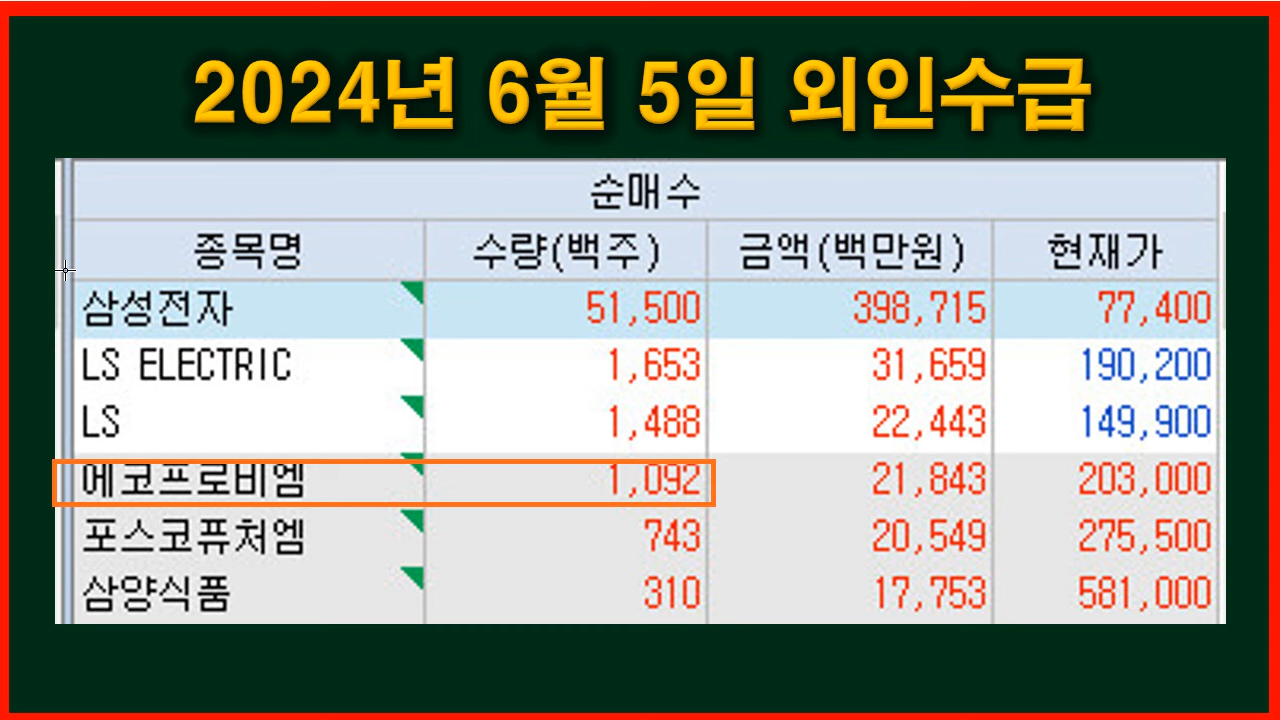 2024년 6월 5일 외인수급
순매수
종목명 수량(백주) 금액(백만원) 현재가
삼성전자 51,500 398,715 77,400
LS ELECTRIC 1,653 31,659 190,200
LS 1,488 22,443 149,900
에코프로비엠 1,092 21,843 203,000
포스코퓨처엠 743 20,549 275,500
삼양식품 310 17,753 581,000